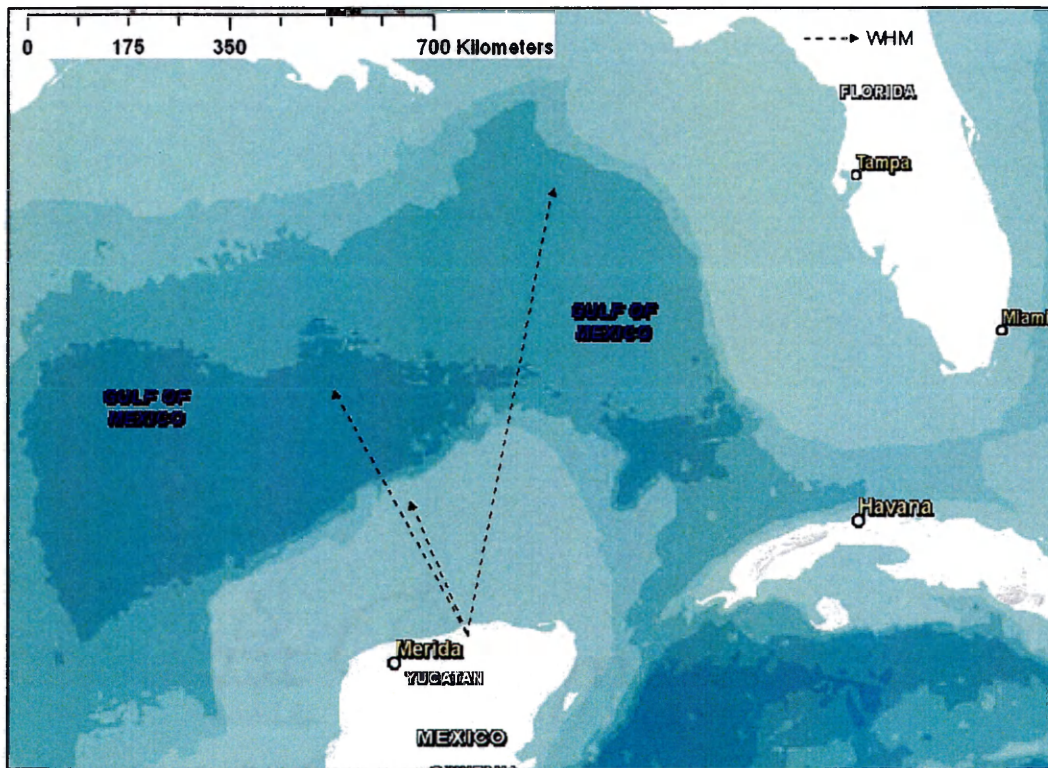 0 175 350 700 Kilometers
WHM
FLORIDA
Tampa
GULF OF
MEXICO
Miami
GULF OF
MEXICO
Havana
Merida
YUCATAN
MEXICO